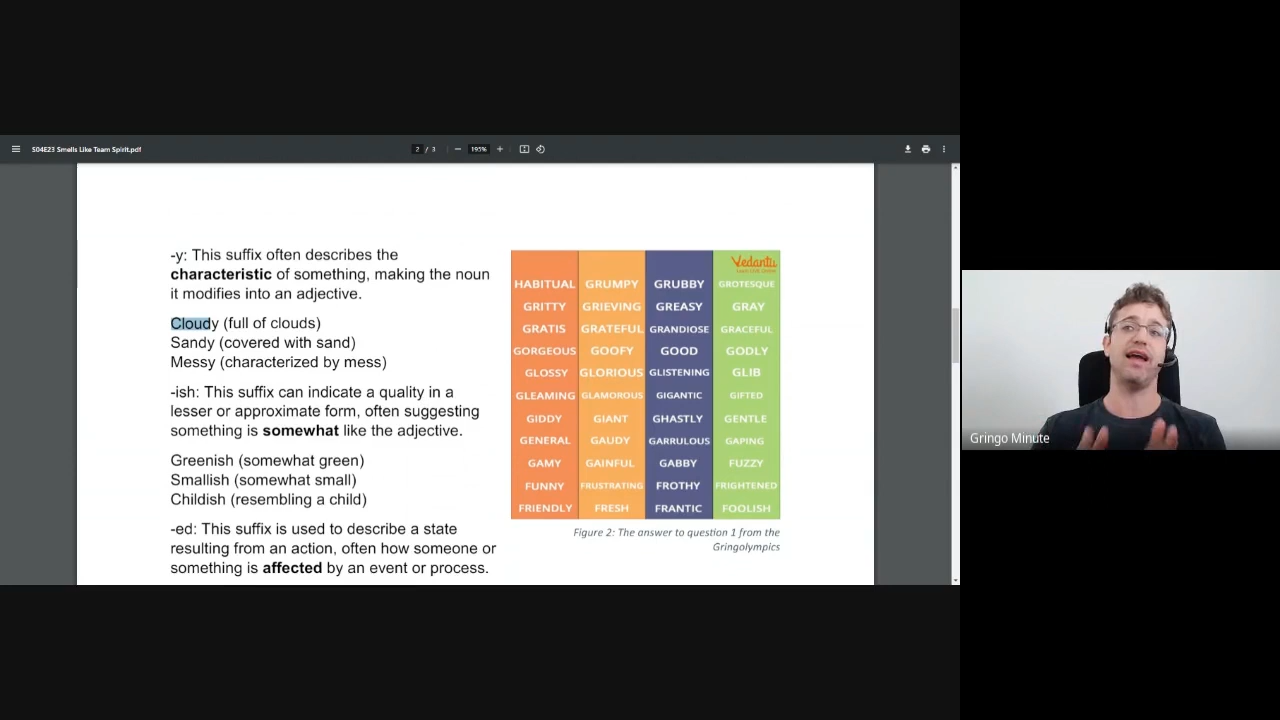 S04E23 Smells Like Team Spirit.pdf
2 / 3
195%
-y: This suffix often describes the
characteristic of something, making the noun
it modifies into an adjective.
Cloudy (full of clouds)
Sandy (covered with sand)
Messy (characterized by mess)
-ish: This suffix can indicate a quality in a
lesser or approximate form, often suggesting
something is somewhat like the adjective.
Greenish (somewhat green)
Smallish (somewhat small)
Childish (resembling a child)
-ed: This suffix is used to describe a state
resulting from an action, often how someone or
something is affected by an event or process.
Vedantu
HABITUAL GRUMPY GRUBBY GROTESQUE
GRITTY GRIEVING GREASY GRAY
GRATIS GRATEFUL GRANDIOSE GRACEFUL
GORGEOUS GOOFY GOOD GODLY
GLOSSY GLORIOUS GLISTENING GLIB
GLEAMING GLAMOROUS GIGANTIC GIFTED
GIDDY GIANT GHASTLY GENTLE
GENERAL GAUDY GARRULOUS GAPING
GAMY GAINFUL GABBY FUZZY
FUNNY FRUSTRATING FROTHY FRIGHTENED
FRIENDLY FRESH FRANTIC FOOLISH
Figure 2: The answer to question 1 from the
Gringolympics
Gringo Minute